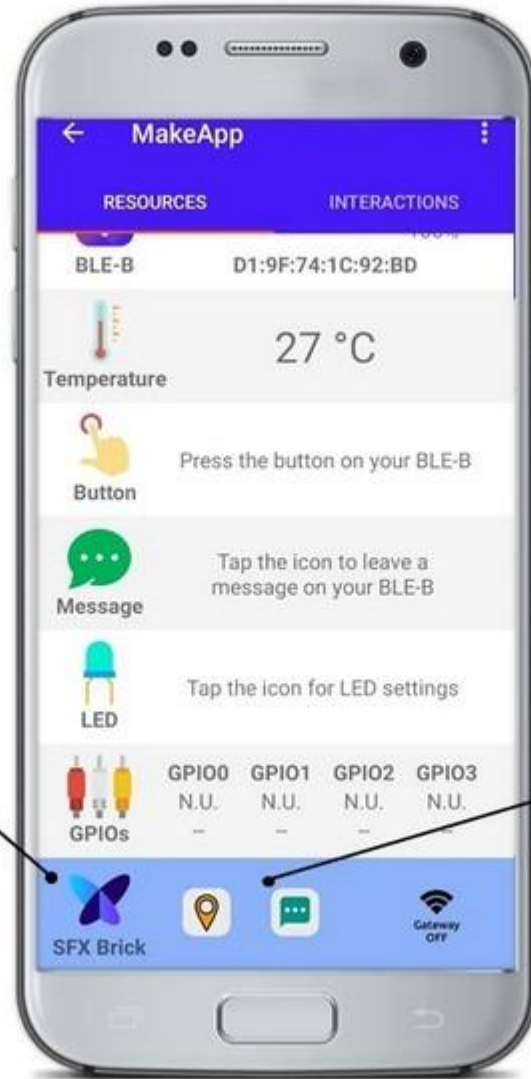 MakeApp
RESOURCES INTERACTIONS
BLE-B D1:9F:74:1C:92:BD
27 °C
Temperature
Press the button on your BLE-B
Button
Tap the icon to leave a
message on your BLE-B
Message
Tap the icon for LED settings
LED
GPIO0 GPIO1 GPIO2 GPIO3
N.U. N.U. N.U. N.U.
-- -- -- --
GPIOs
Gateway
OFF
SFX Brick